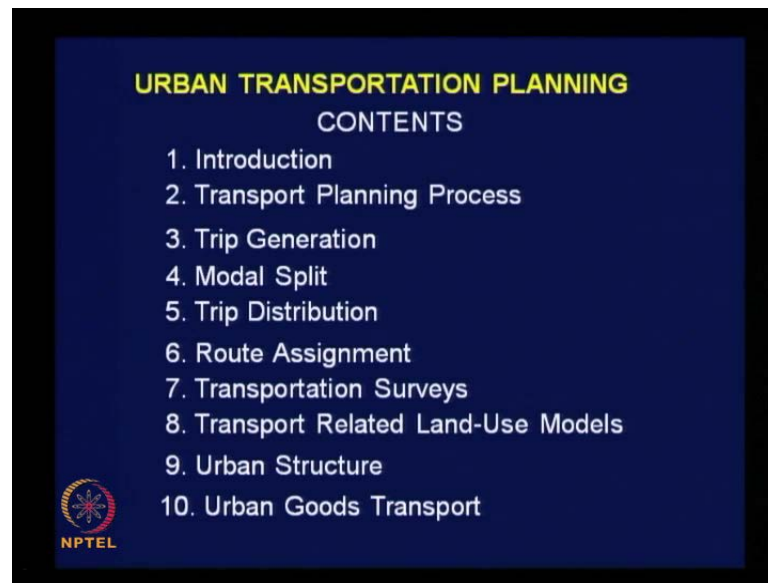 URBAN TRANSPORTATION PLANNING
CONTENTS
1. Introduction
2. Transport Planning Process
3. Trip Generation
4. Modal Split
5. Trip Distribution
6. Route Assignment
7. Transportation Surveys
8. Transport Related Land-Use Models
9. Urban Structure
10. Urban Goods Transport
NPTEL